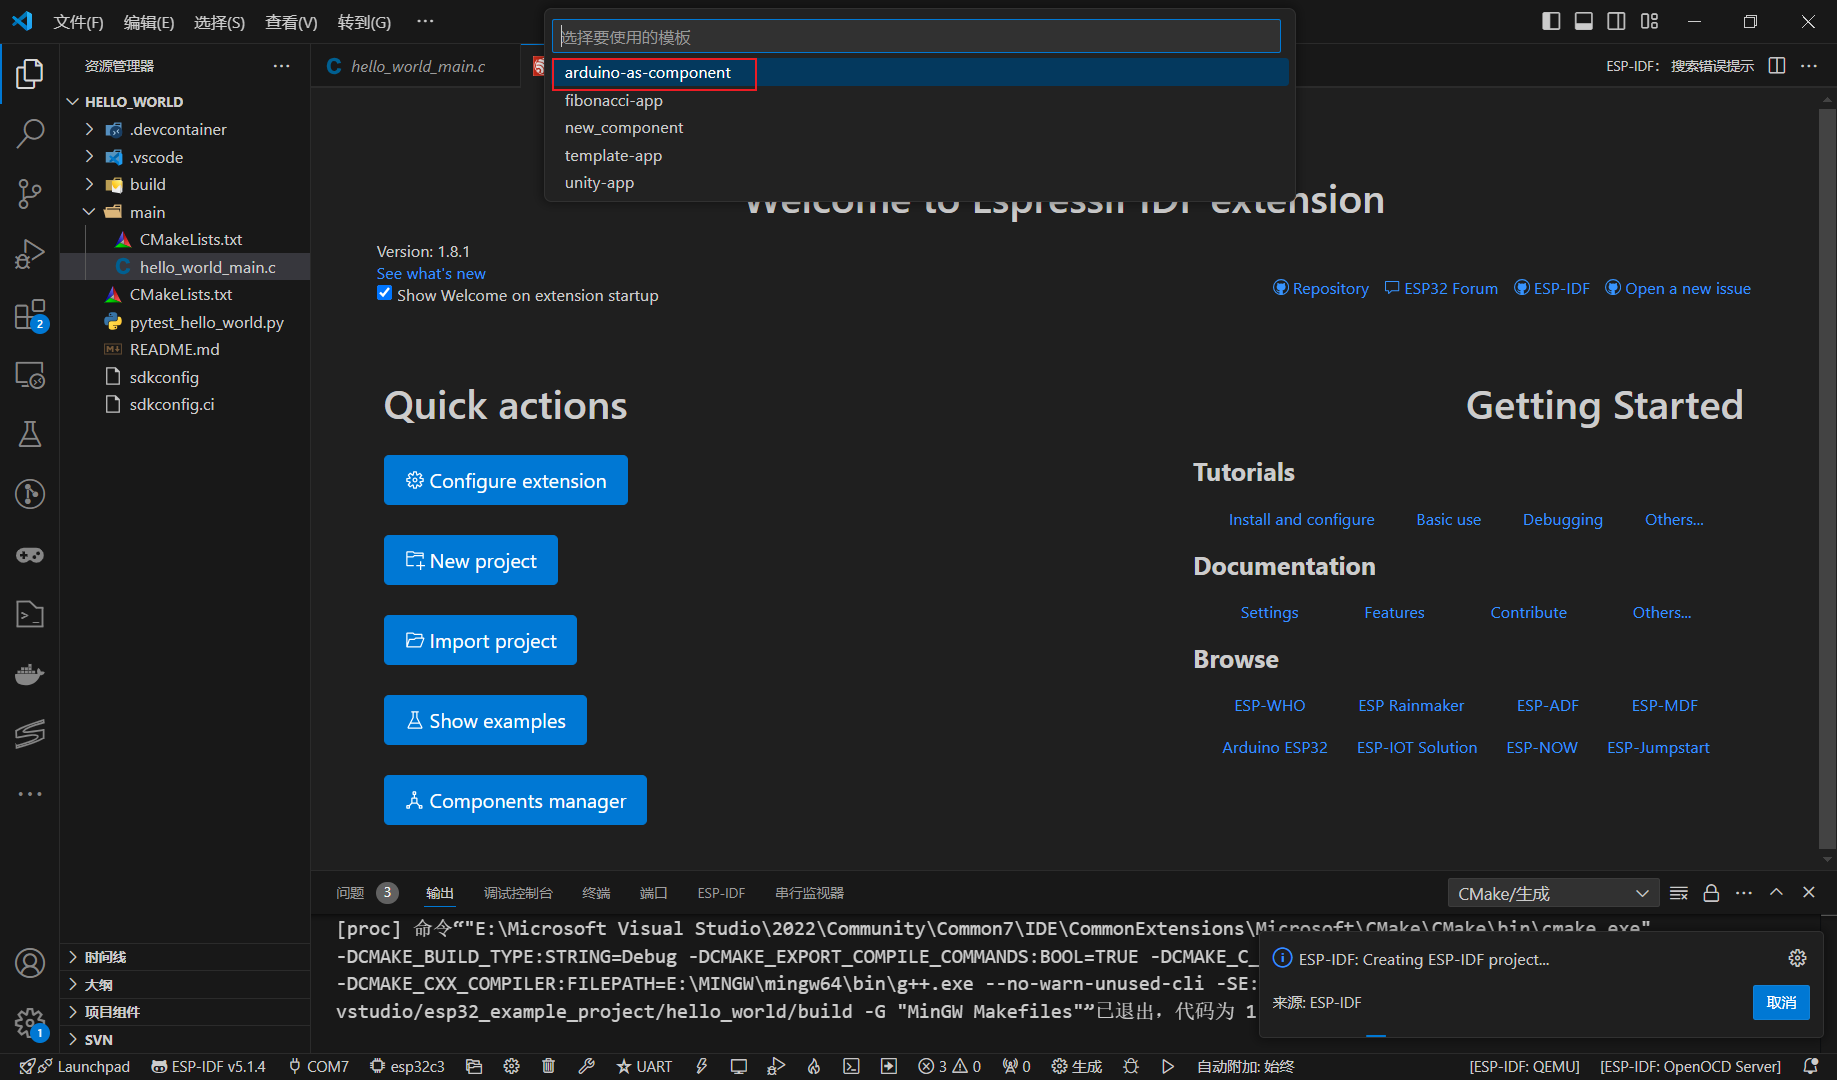 文件(F) 编辑(E) 选择(S) 查看(V) 转到(G) ···
选择要使用的模板
arduino-as-component
fibonacci-app
new_component
template-app
unity-app
资源管理器
hello_world_main.c
ESP-IDF: 搜索错误提示
HELLO_WORLD
.devcontainer
.vscode
build
main
CMakeLists.txt
hello_world_main.c
CMakeLists.txt
pytest_hello_world.py
README.md
sdkconfig
sdkconfig.ci
时间线
大纲
项目组件
SVN
2
1
Welcome to Espressif IDF extension
Version: 1.8.1
See what's new
Show Welcome on extension startup
Repository ESP32 Forum ESP-IDF Open a new issue
Quick actions
Configure extension
New project
Import project
Show examples
Components manager
Getting Started
Tutorials
Install and configure Basic use Debugging Others...
Documentation
Settings Features Contribute Others...
Browse
ESP-WHO ESP Rainmaker ESP-ADF ESP-MDF
Arduino ESP32 ESP-IOT Solution ESP-NOW ESP-Jumpstart
问题 3 输出 调试控制台 终端 端口 ESP-IDF 串行监视器
CMake/生成
[proc] 命令“"E:\Microsoft Visual Studio\2022\Community\Common7\IDE\CommonExtensions\Microsoft\CMake\CMake\bin\cmake.exe"
-DCMAKE_BUILD_TYPE:STRING=Debug -DCMAKE_EXPORT_COMPILE_COMMANDS:BOOL=TRUE -DCMAKE_C_
-DCMAKE_CXX_COMPILER:FILEPATH=E:\MINGW\mingw64\bin\g++.exe --no-warn-unused-cli -SE:
vstudio/esp32_example_project/hello_world/build -G "MinGW Makefiles"”已退出，代码为 1
ESP-IDF: Creating ESP-IDF project...
来源: ESP-IDF
取消
Launchpad ESP-IDF v5.1.4 COM7 esp32c3 UART 3 0 0 生成 自动附加: 始终 [ESP-IDF: QEMU] [ESP-IDF: OpenOCD Server]